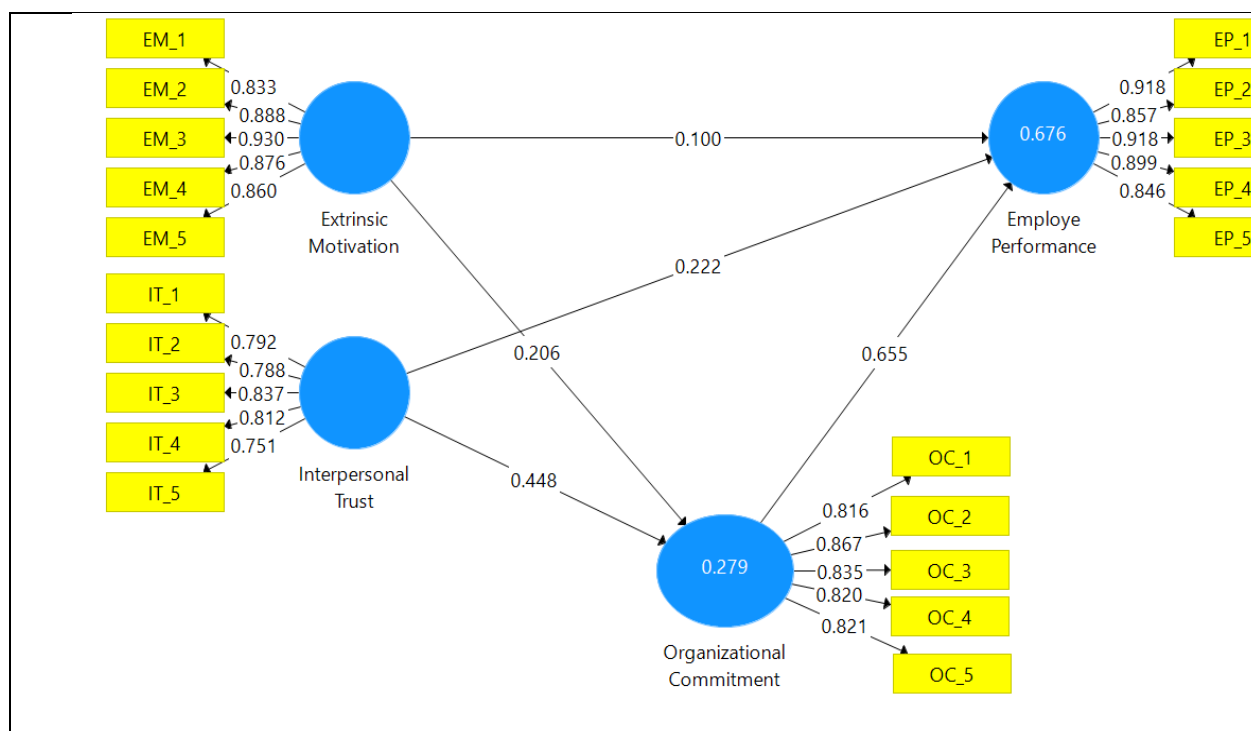 EM_1
EM_2
EM_3
EM_4
EM_5
0.833
0.888
0.930
0.876
0.860
Extrinsic
Motivation
IT_1
IT_2
IT_3
IT_4
IT_5
0.792
0.788
0.837
0.812
0.751
Interpersonal
Trust
0.100
0.222
0.206
0.448
0.655
0.676
Employe
Performance
0.918
0.857
0.918
0.899
0.846
EP_1
EP_2
EP_3
EP_4
EP_5
0.279
Organizational
Commitment
0.816
0.867
0.835
0.820
0.821
OC_1
OC_2
OC_3
OC_4
OC_5